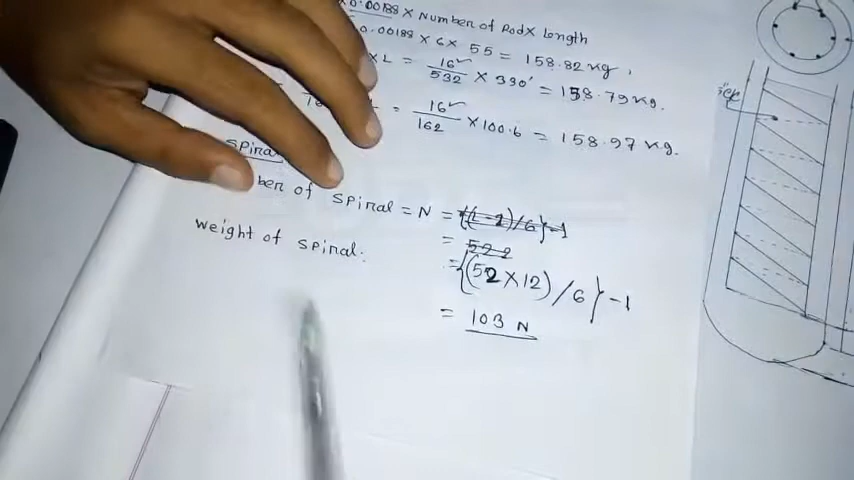 0.00188 × Number of Rod × Length
0.00188 × 6 × 55 = 158.82 kg.
× L = 16² / 532 × 330' = 158.79 kg.
16² / 162 × 100.6 = 158.97 kg.
spiral
ber of spiral = N = {(L-2)/6}-1
= 522
= {(52×12)/6}-1
= 103 N
weight of spiral: